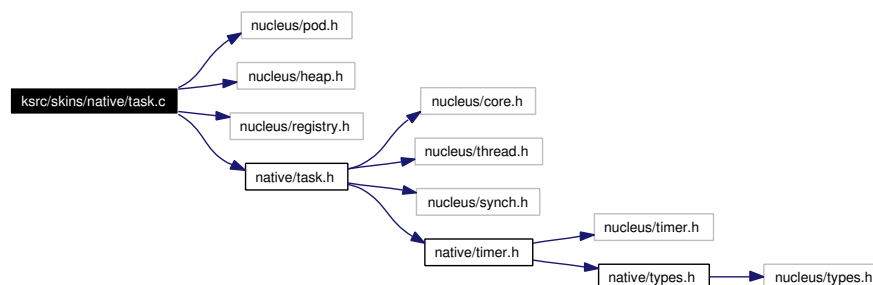 nucleus/pod.h
nucleus/heap.h
ksrc/skins/native/task.c
nucleus/registry.h
native/task.h
nucleus/core.h
nucleus/thread.h
nucleus/synch.h
native/timer.h
nucleus/timer.h
native/types.h
nucleus/types.h